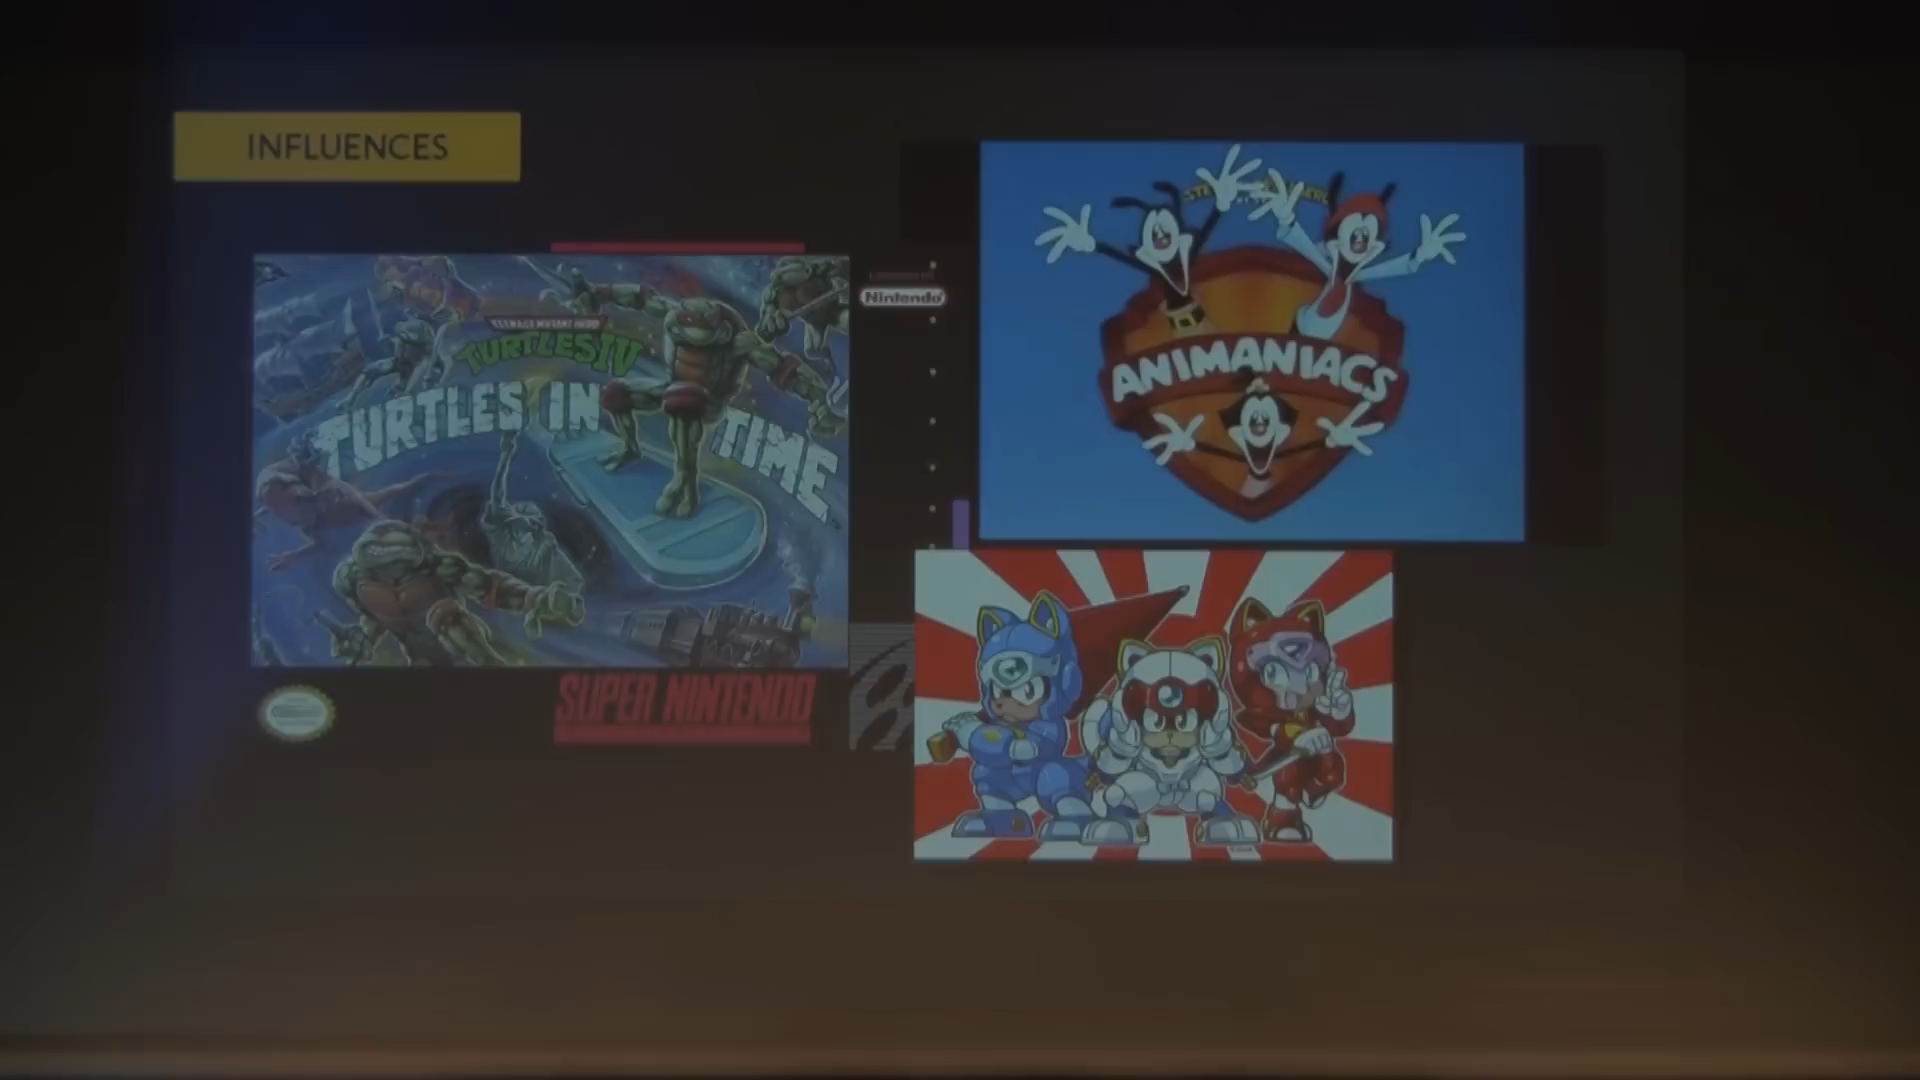 INFLUENCES
TEENAGE MUTANT NINJA
TURTLES IV
TURTLES IN
TIME
Nintendo
SUPER NINTENDO
ANIMANIACS